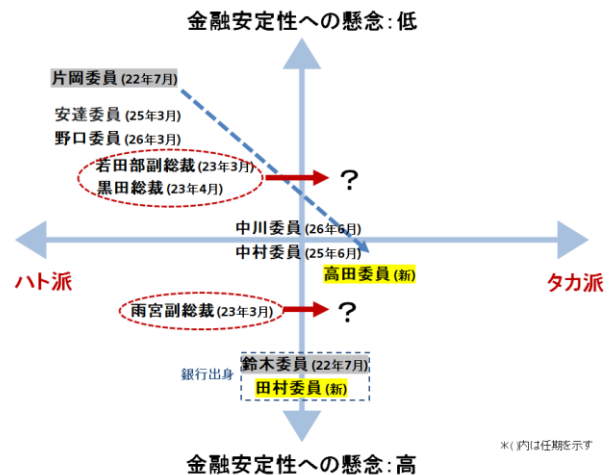 金融安定性への懸念：低
片岡委員(22年7月)
安達委員(25年3月)
野口委員(26年3月)
若田部副総裁(23年3月)
黒田総裁(23年4月)
？
中川委員(26年6月)
中村委員(25年6月)
高田委員(新)
ハト派
タカ派
雨宮副総裁(23年3月)
？
銀行出身
鈴木委員(22年7月)
田村委員(新)
金融安定性への懸念：高
＊( )内は任期を示す